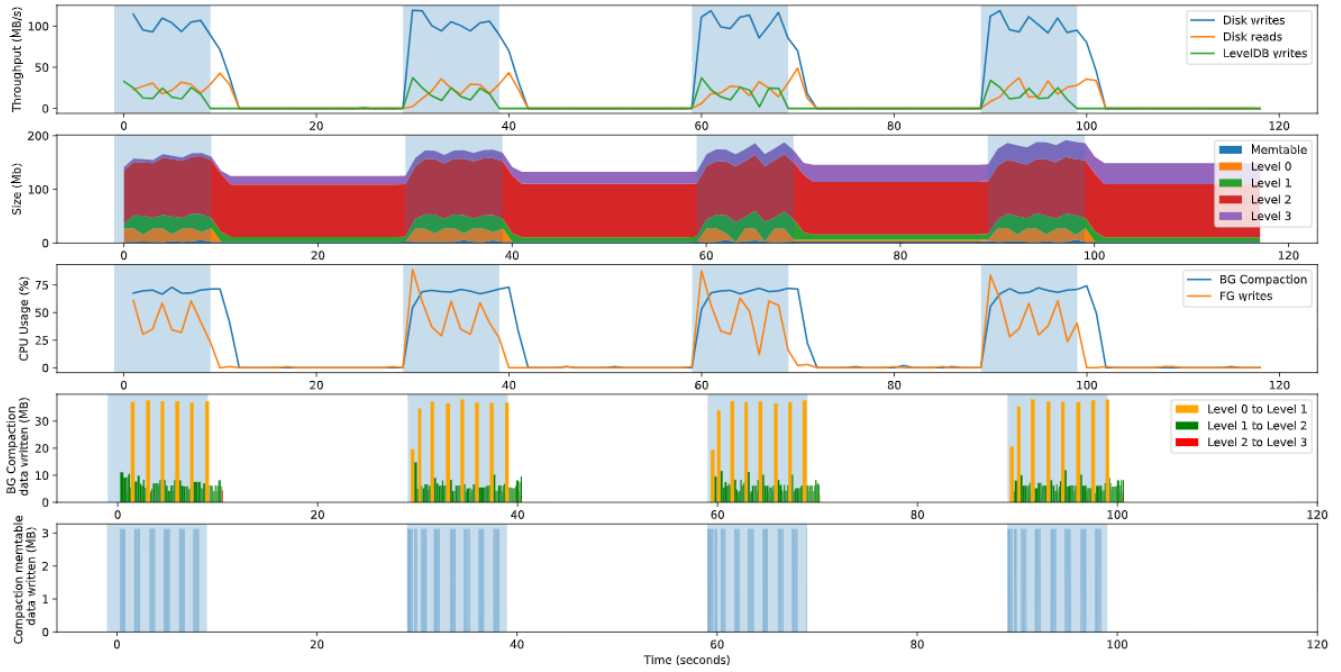 Throughput (MB/s)
100
50
0
Disk writes
Disk reads
LevelDB writes
0 20 40 60 80 100 120
Size (Mb)
200
100
0
Memtable
Level 0
Level 1
Level 2
Level 3
0 20 40 60 80 100 120
CPU Usage (%)
75
50
25
0
BG Compaction
FG writes
0 20 40 60 80 100 120
BG Compaction
data written (MB)
30
20
10
0
Level 0 to Level 1
Level 1 to Level 2
Level 2 to Level 3
0 20 40 60 80 100 120
Compaction memtable
data written (MB)
3
2
1
0
0 20 40 60 80 100 120
Time (seconds)